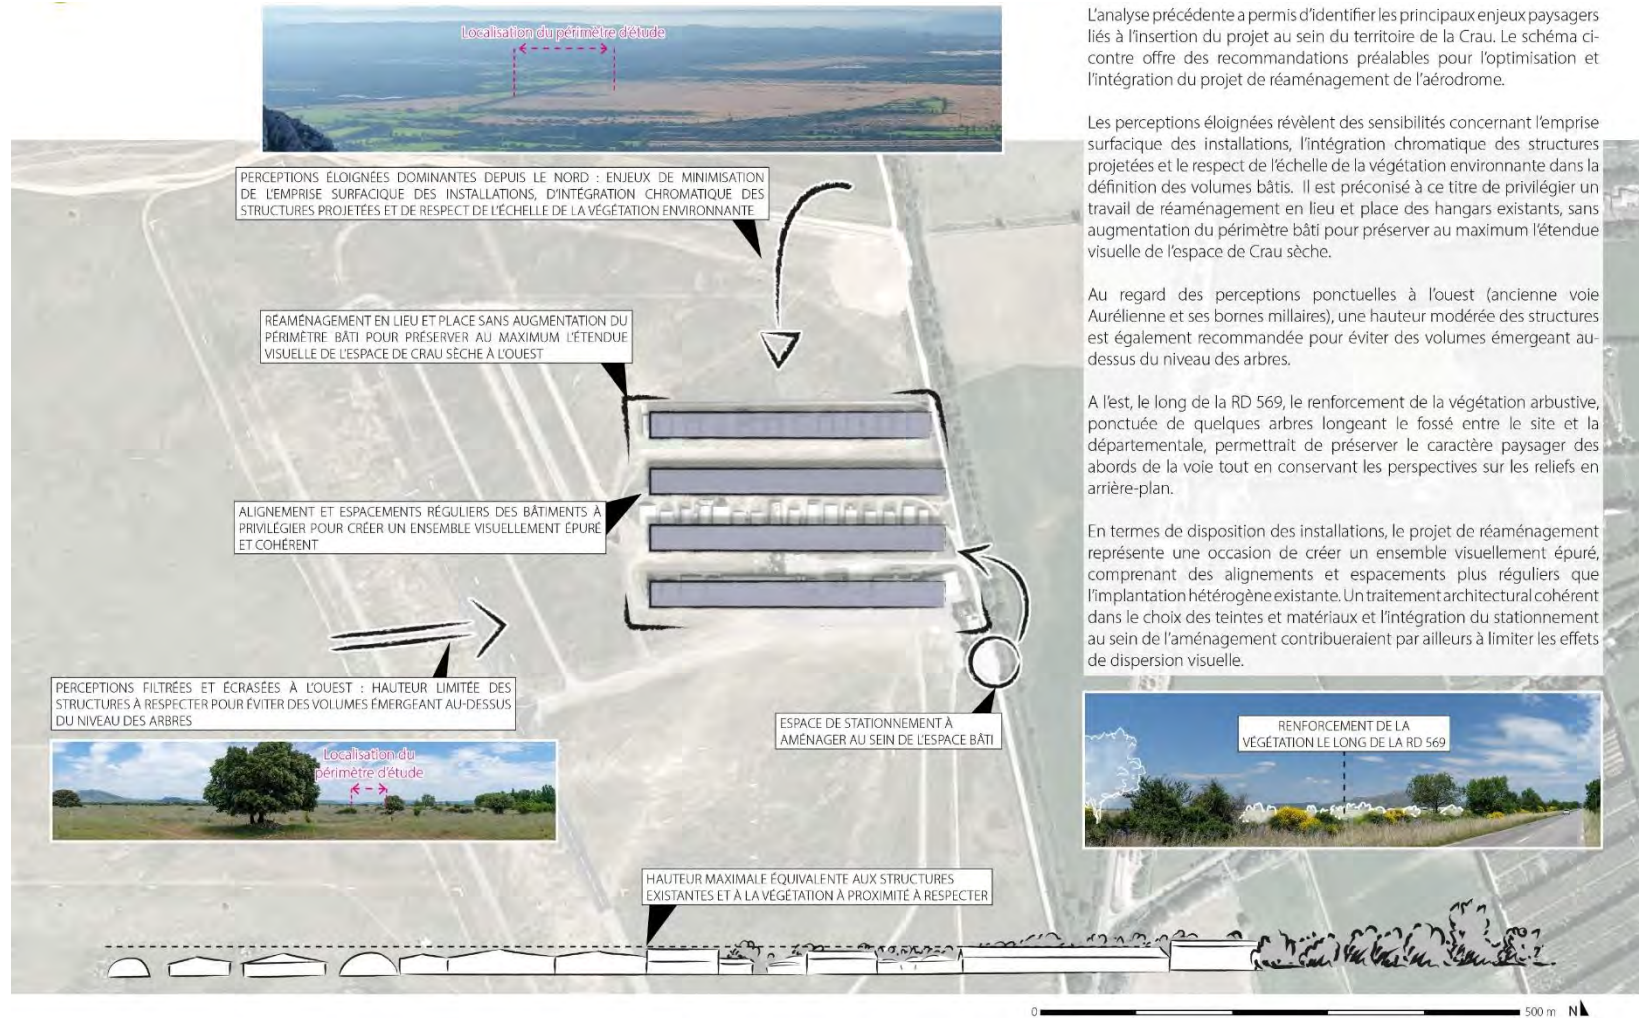 Localisation du périmètre d'étude
PERCEPTIONS ÉLOIGNÉES DOMINANTES DEPUIS LE NORD : ENJEUX DE MINIMISATION
DE L'EMPRISE SURFACIQUE DES INSTALLATIONS, D'INTÉGRATION CHROMATIQUE DES
STRUCTURES PROJETÉES ET DE RESPECT DE L'ÉCHELLE DE LA VÉGÉTATION ENVIRONNANTE
RÉAMÉNAGEMENT EN LIEU ET PLACE SANS AUGMENTATION DU
PÉRIMÈTRE BÂTI POUR PRÉSERVER AU MAXIMUM L'ÉTENDUE
VISUELLE DE L'ESPACE DE CRAU SÈCHE À L'OUEST
ALIGNEMENT ET ESPACEMENTS RÉGULIERS DES BÂTIMENTS À
PRIVILÉGIER POUR CRÉER UN ENSEMBLE VISUELLEMENT ÉPURÉ
ET COHÉRENT
PERCEPTIONS FILTRÉES ET ÉCRASÉES À L'OUEST : HAUTEUR LIMITÉE DES
STRUCTURES À RESPECTER POUR ÉVITER DES VOLUMES ÉMERGEANT AU-DESSUS
DU NIVEAU DES ARBRES
Localisation du
périmètre d'étude
ESPACE DE STATIONNEMENT À
AMÉNAGER AU SEIN DE L'ESPACE BÂTI
HAUTEUR MAXIMALE ÉQUIVALENTE AUX STRUCTURES
EXISTANTES ET À LA VÉGÉTATION À PROXIMITÉ À RESPECTER
L'analyse précédente a permis d'identifier les principaux enjeux paysagers
liés à l'insertion du projet au sein du territoire de la Crau. Le schéma ci-
contre offre des recommandations préalables pour l'optimisation et
l'intégration du projet de réaménagement de l'aérodrome.
Les perceptions éloignées révèlent des sensibilités concernant l'emprise
surfacique des installations, l'intégration chromatique des structures
projetées et le respect de l'échelle de la végétation environnante dans la
définition des volumes bâtis. Il est préconisé à ce titre de privilégier un
travail de réaménagement en lieu et place des hangars existants, sans
augmentation du périmètre bâti pour préserver au maximum l'étendue
visuelle de l'espace de Crau sèche.
Au regard des perceptions ponctuelles à l'ouest (ancienne voie
Aurélienne et ses bornes millaires), une hauteur modérée des structures
est également recommandée pour éviter des volumes émergeant au-
dessus du niveau des arbres.
A l'est, le long de la RD 569, le renforcement de la végétation arbustive,
ponctuée de quelques arbres longeant le fossé entre le site et la
départementale, permettrait de préserver le caractère paysager des
abords de la voie tout en conservant les perspectives sur les reliefs en
arrière-plan.
En termes de disposition des installations, le projet de réaménagement
représente une occasion de créer un ensemble visuellement épuré,
comprenant des alignements et espacements plus réguliers que
l'implantation hétérogène existante. Un traitement architectural cohérent
dans le choix des teintes et matériaux et l'intégration du stationnement
au sein de l'aménagement contribueraient par ailleurs à limiter les effets
de dispersion visuelle.
RENFORCEMENT DE LA
VÉGÉTATION LE LONG DE LA RD 569
0 500 m N